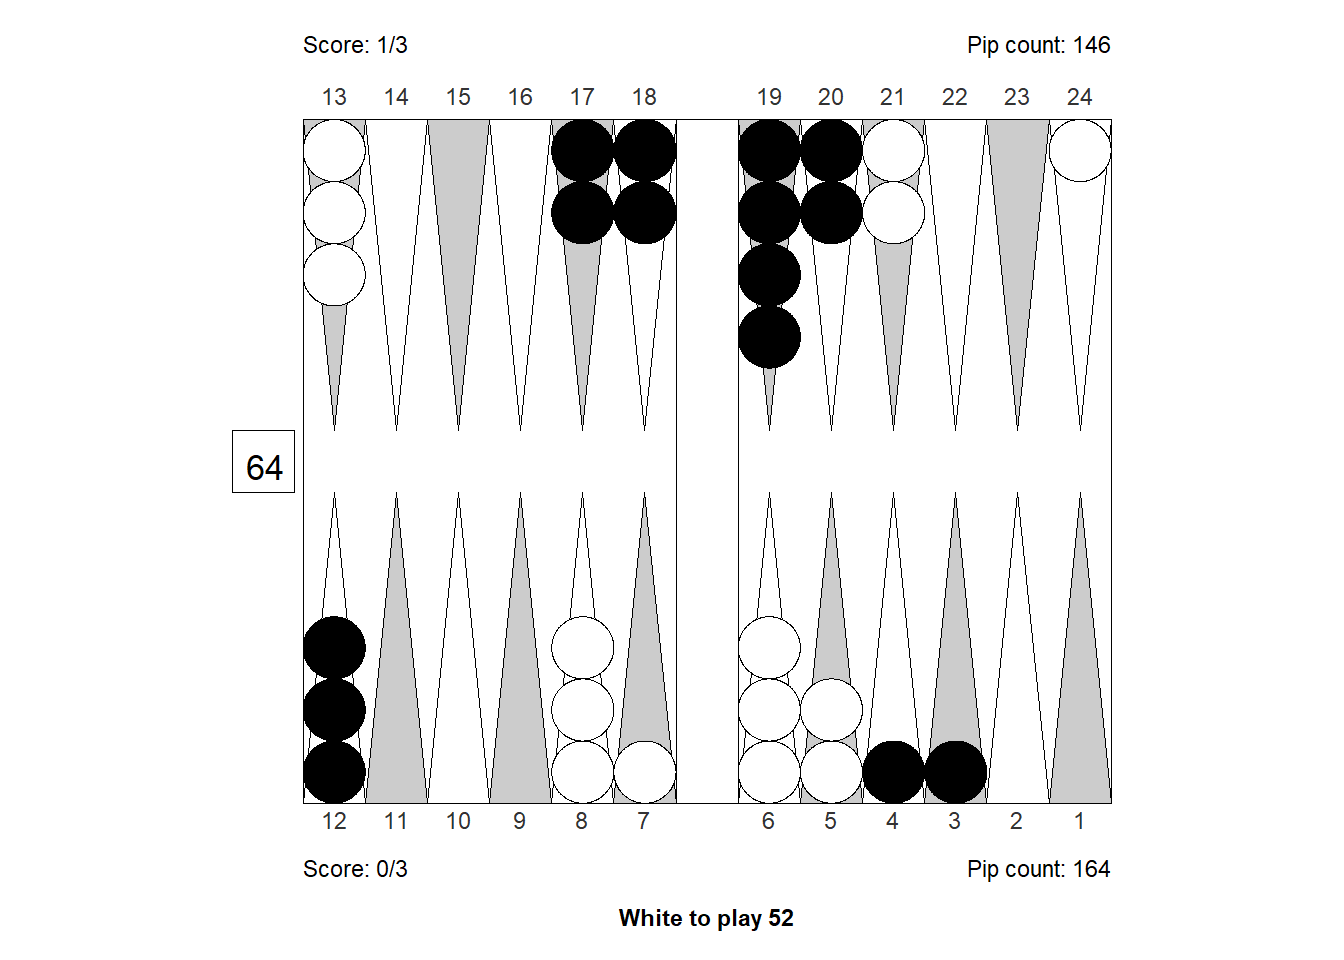 Score: 1/3 Pip count: 146
13 14 15 16 17 18 19 20 21 22 23 24
64
12 11 10 9 8 7 6 5 4 3 2 1
Score: 0/3 Pip count: 164
White to play 52